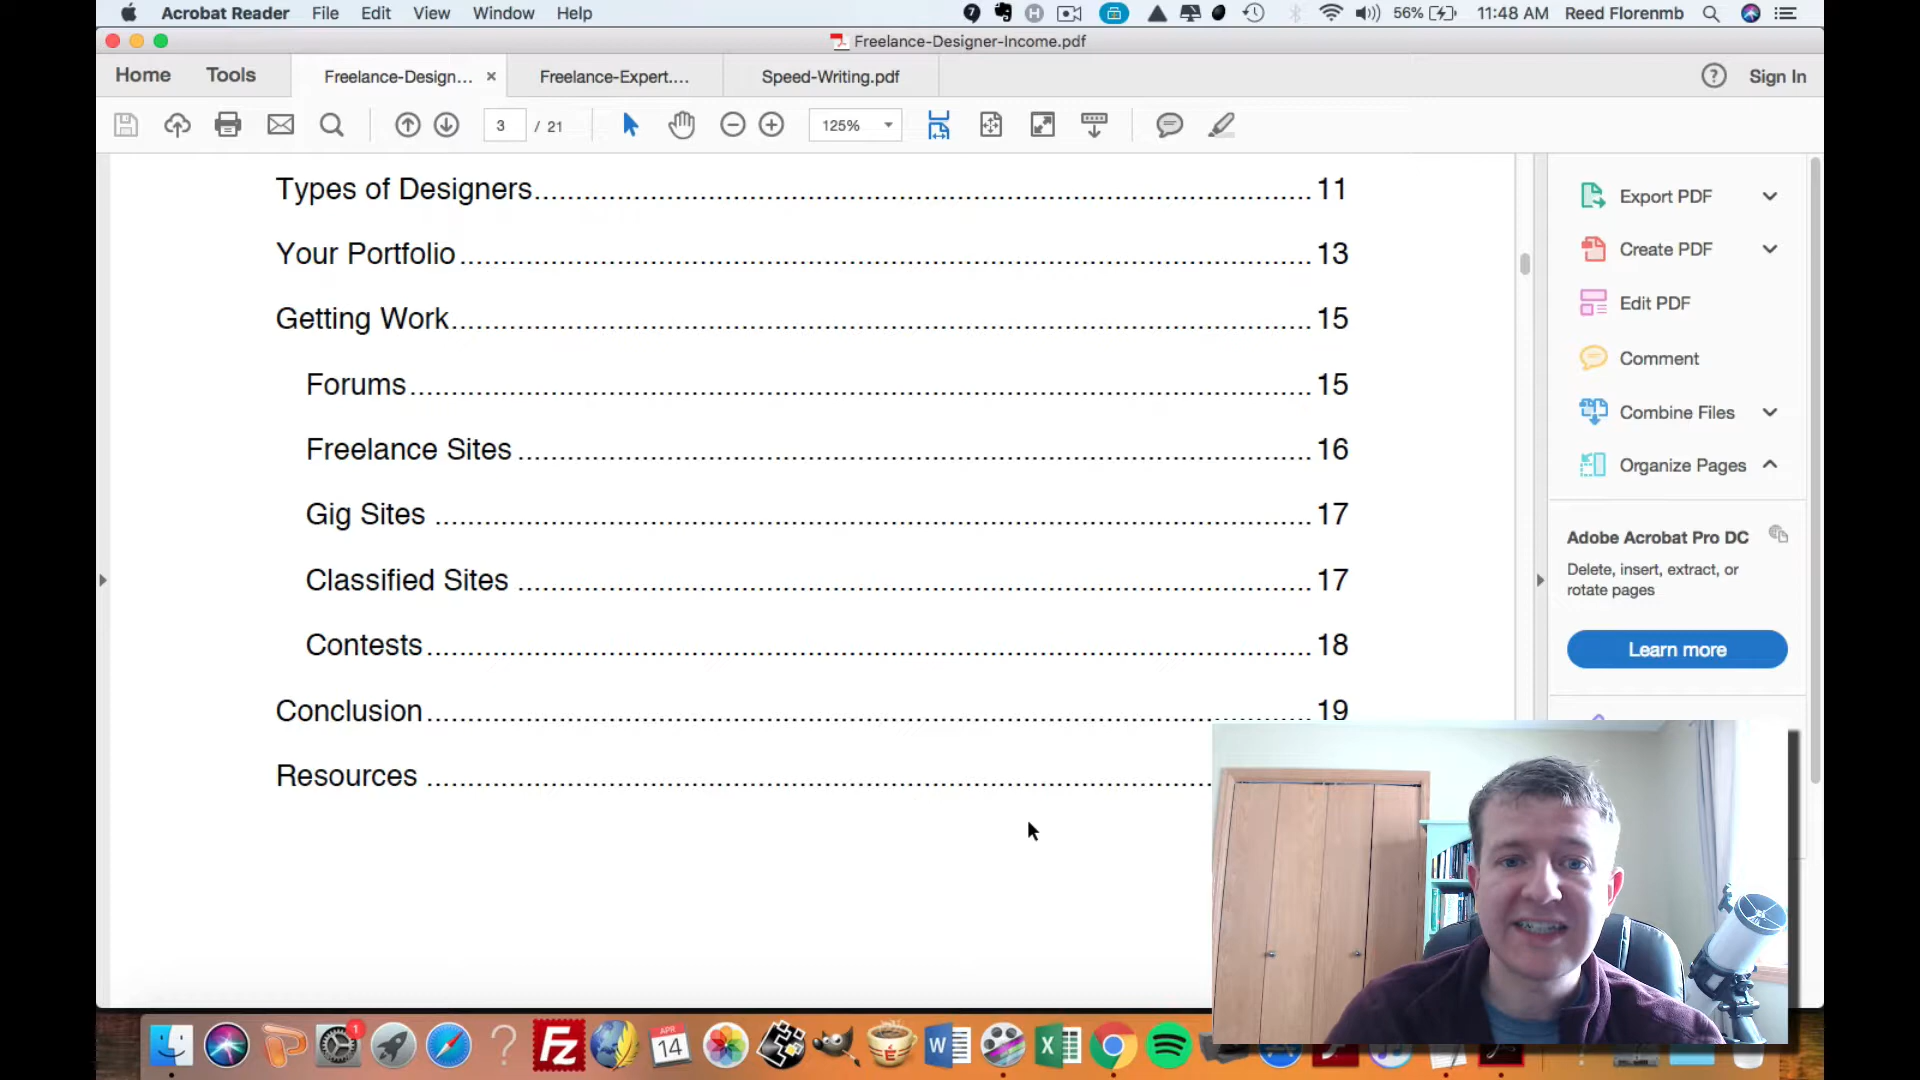 Acrobat Reader File Edit View Window Help 56% 11:48 AM Reed Florenmb
Freelance-Designer-Income.pdf
Home Tools Freelance-Design... × Freelance-Expert.... Speed-Writing.pdf ? Sign In
3 / 21 125%
Types of Designers 11
Your Portfolio 13
Getting Work 15
Forums 15
Freelance Sites 16
Gig Sites 17
Classified Sites 17
Contests 18
Conclusion 19
Resources
Export PDF
Create PDF
Edit PDF
Comment
Combine Files
Organize Pages
Adobe Acrobat Pro DC
Delete, insert, extract, or
rotate pages
Learn more
1
Fz
APR
14
W
X